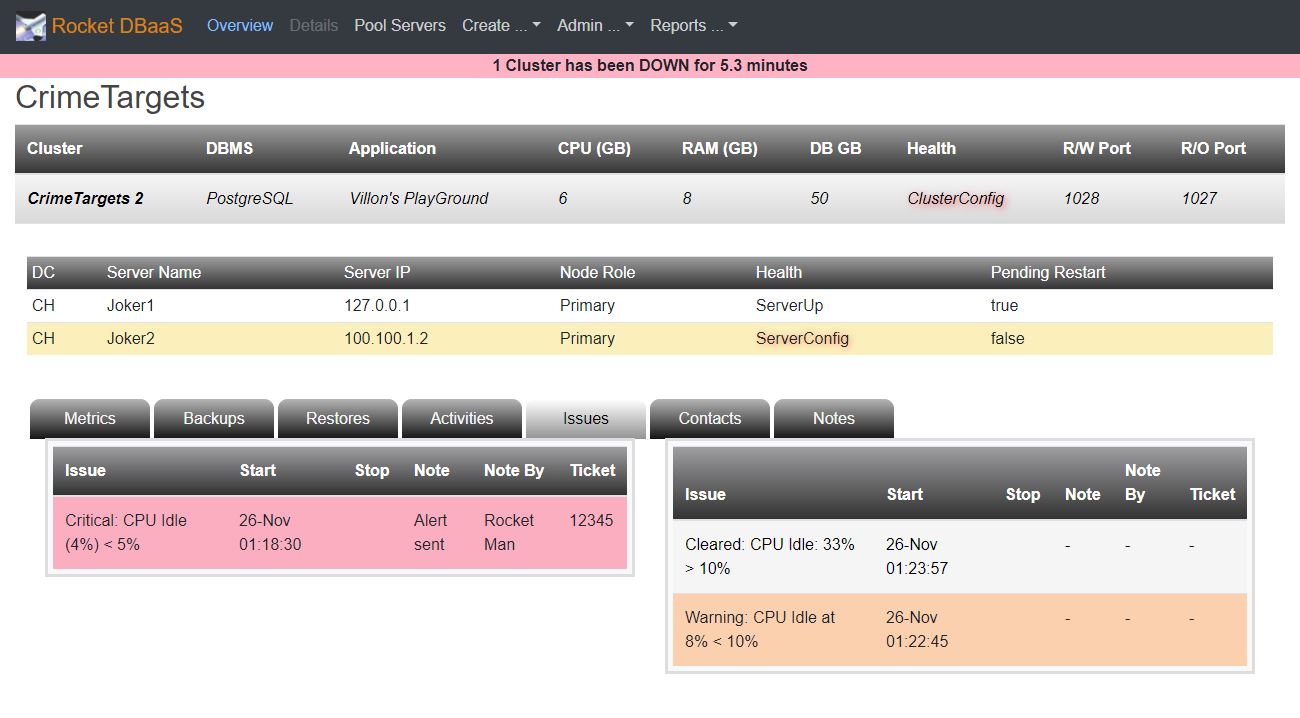 Rocket DBaaS Overview Details Pool Servers Create ... Admin ... Reports ...
1 Cluster has been DOWN for 5.3 minutes
CrimeTargets
Cluster DBMS Application CPU (GB) RAM (GB) DB GB Health R/W Port R/O Port
CrimeTargets 2 PostgreSQL Villon's PlayGround 6 8 50 ClusterConfig 1028 1027
DC Server Name Server IP Node Role Health Pending Restart
CH Joker1 127.0.0.1 Primary ServerUp true
CH Joker2 100.100.1.2 Primary ServerConfig false
Metrics Backups Restores Activities Issues Contacts Notes
Issue Start Stop Note Note By Ticket
Critical: CPU Idle 26-Nov Alert Rocket 12345
(4%) < 5% 01:18:30 sent Man
Note
Issue Start Stop Note By Ticket
Cleared: CPU Idle: 33% 26-Nov - - -
> 10% 01:23:57
Warning: CPU Idle at 26-Nov - - -
8% < 10% 01:22:45